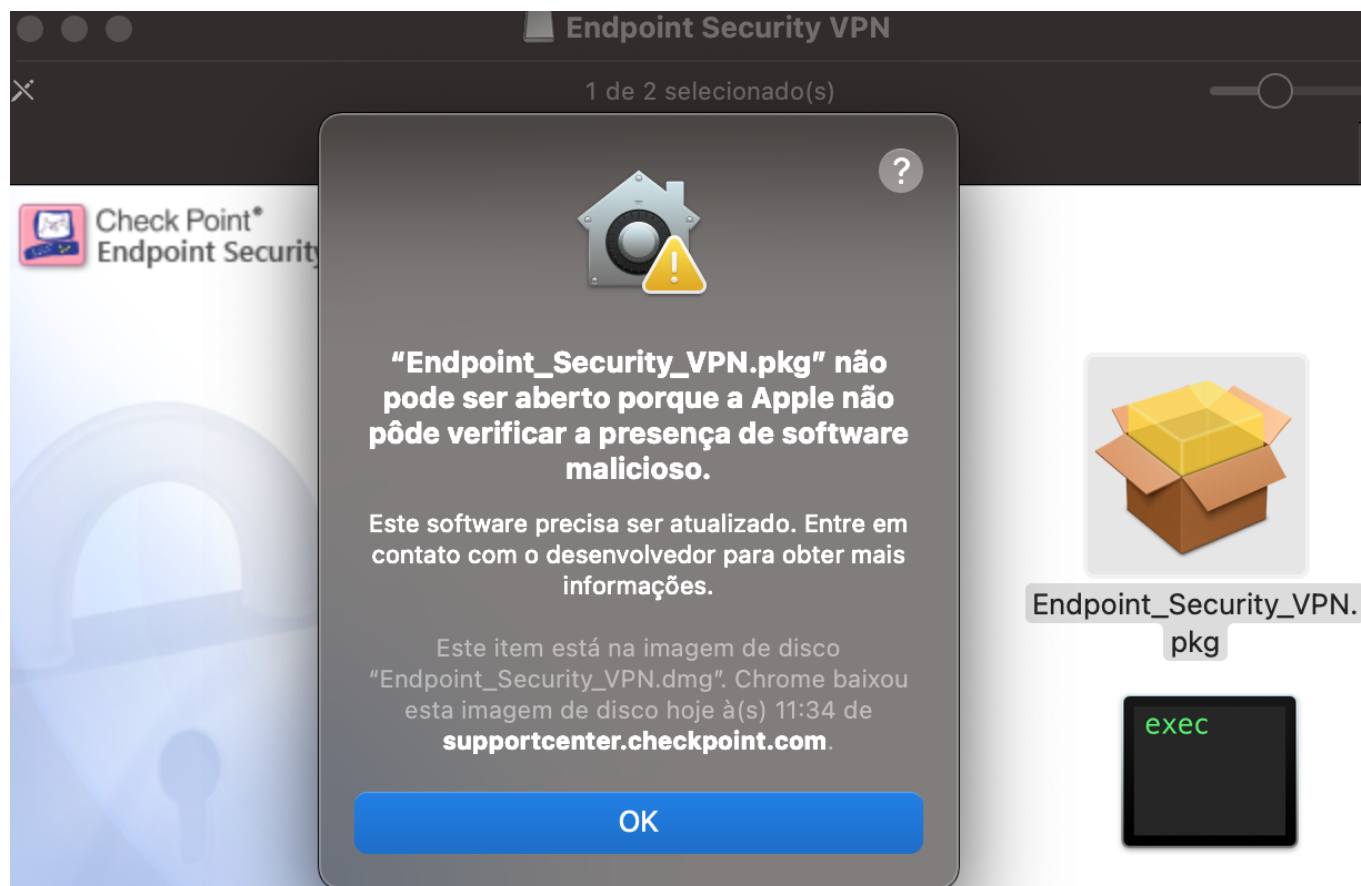 Endpoint Security VPN
1 de 2 selecionado(s)
?
Check Point®
Endpoint Security
“Endpoint_Security_VPN.pkg” não
pode ser aberto porque a Apple não
pôde verificar a presença de software
malicioso.
Este software precisa ser atualizado. Entre em
contato com o desenvolvedor para obter mais
informações.
Este item está na imagem de disco
“Endpoint_Security_VPN.dmg”. Chrome baixou
esta imagem de disco hoje à(s) 11:34 de
supportcenter.checkpoint.com.
OK
Endpoint_Security_VPN.
pkg
exec